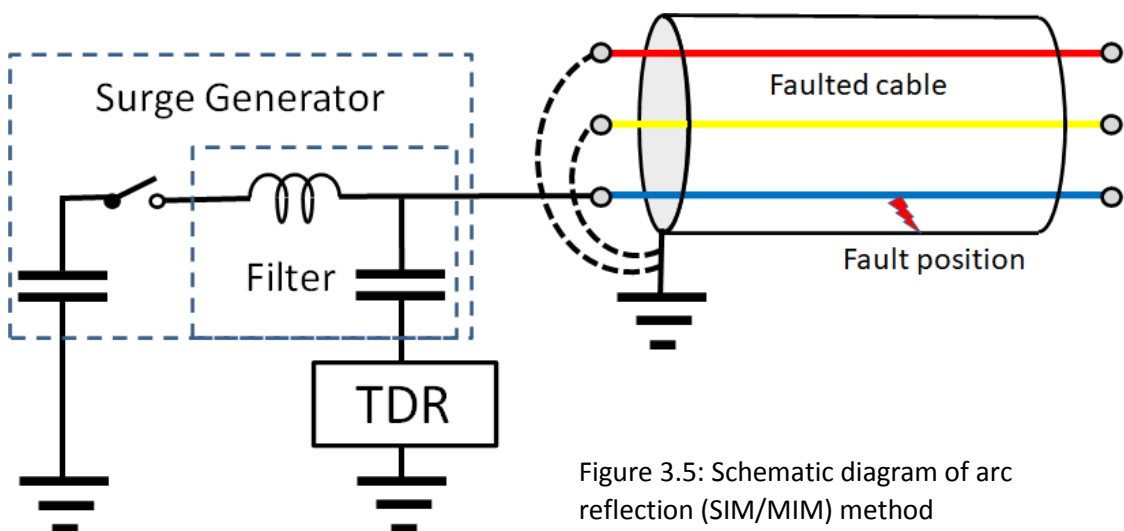 Surge Generator
Faulted cable
Filter
Fault position
TDR
Figure 3.5: Schematic diagram of arc
reflection (SIM/MIM) method